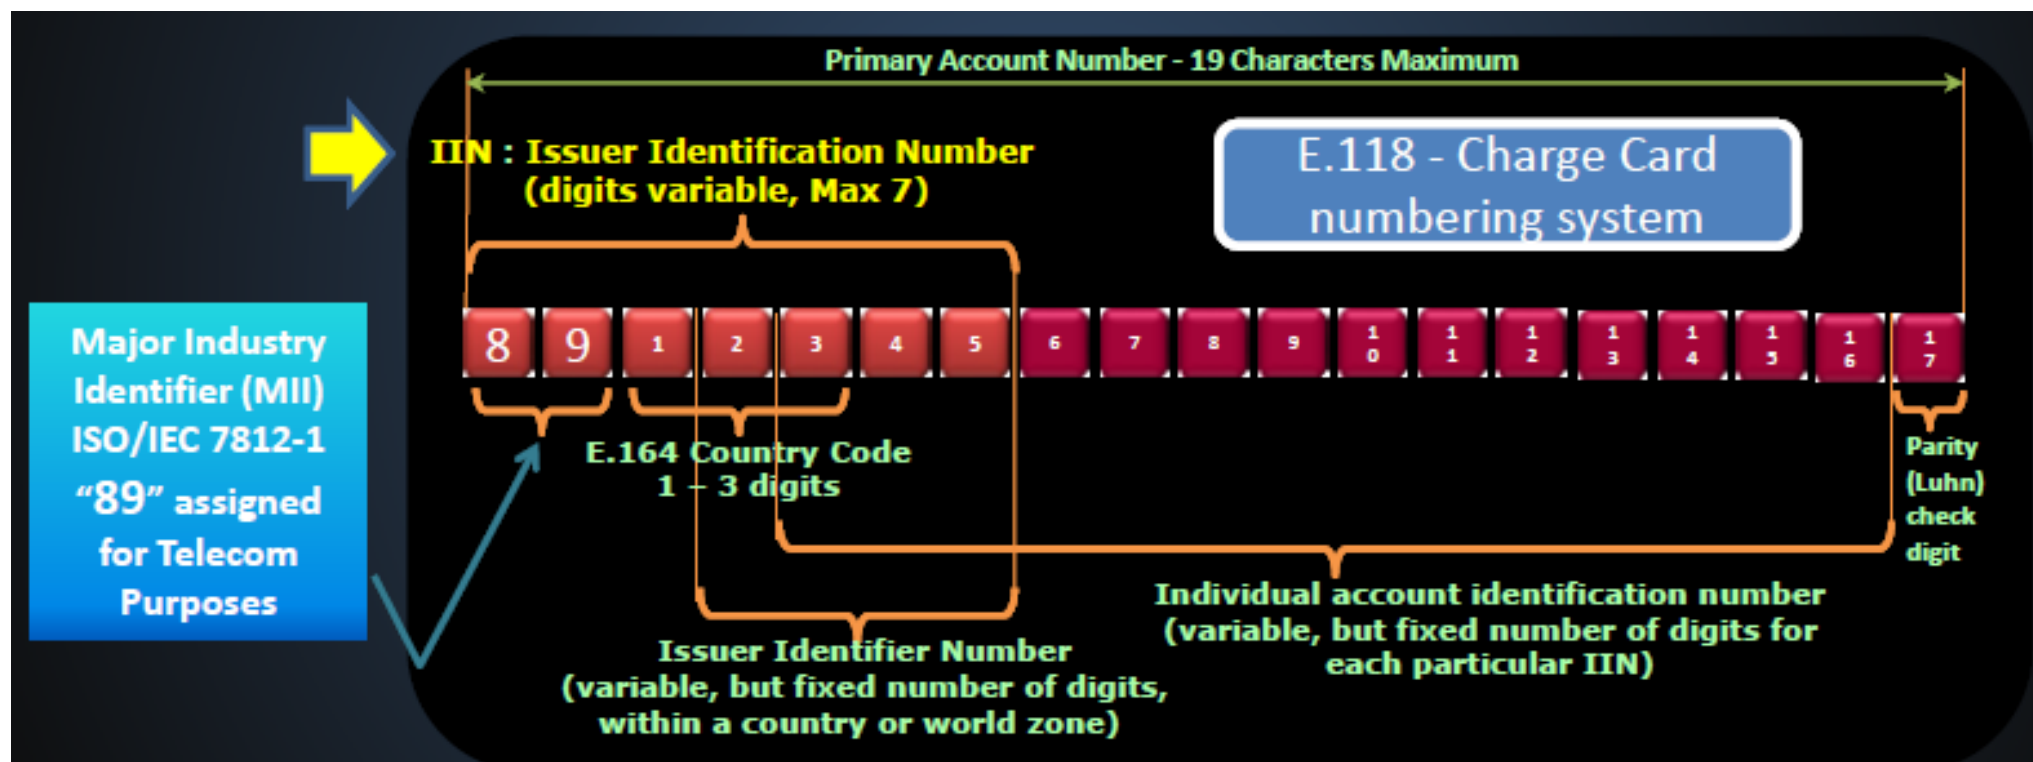 Primary Account Number - 19 Characters Maximum
IIN : Issuer Identification Number
(digits variable, Max 7)
E.118 - Charge Card
numbering system
8 9 1 2 3 4 5 6 7 8 9 10 11 12 13 14 15 16 17
Major Industry
Identifier (MII)
ISO/IEC 7812-1
“89” assigned
for Telecom
Purposes
E.164 Country Code
1 – 3 digits
Parity
(Luhn)
check
digit
Individual account identification number
(variable, but fixed number of digits for
each particular IIN)
Issuer Identifier Number
(variable, but fixed number of digits,
within a country or world zone)